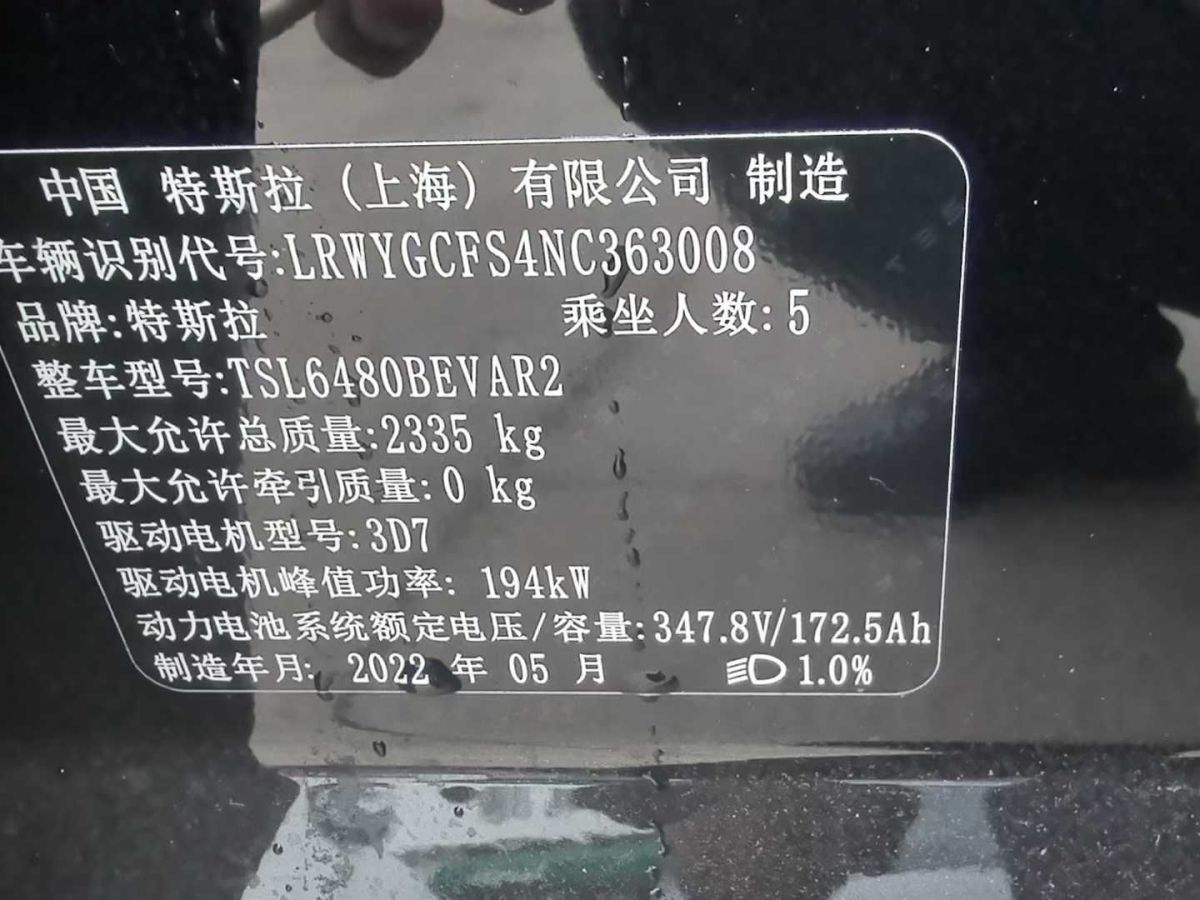 中国 特斯拉 (上海) 有限公司 制造
车辆识别代号:LRWYGCFS4NC363008
品牌:特斯拉 乘坐人数:5
整车型号:TSL6480BEVAR2
最大允许总质量:2335 kg
最大允许牵引质量:0 kg
驱动电机型号:3D7
驱动电机峰值功率: 194kW
动力电池系统额定电压/容量:347.8V/172.5Ah
制造年月: 2022 年 05 月 1.0%